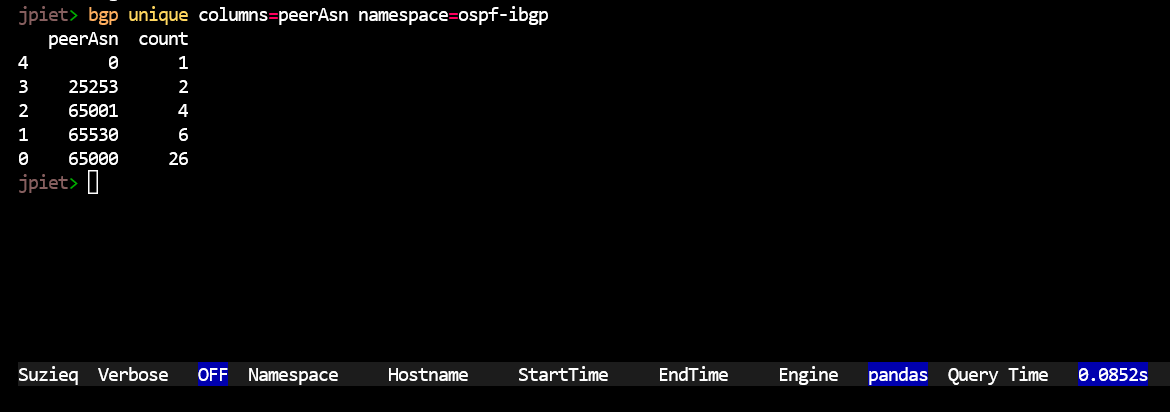 jpiet> bgp unique columns=peerAsn namespace=ospf-ibgp
   peerAsn  count
4        0      1
3    25253      2
2    65001      4
1    65530      6
0    65000     26
jpiet>
Suzieq  Verbose   OFF  Namespace     Hostname     StartTime     EndTime     Engine   pandas  Query Time   0.0852s